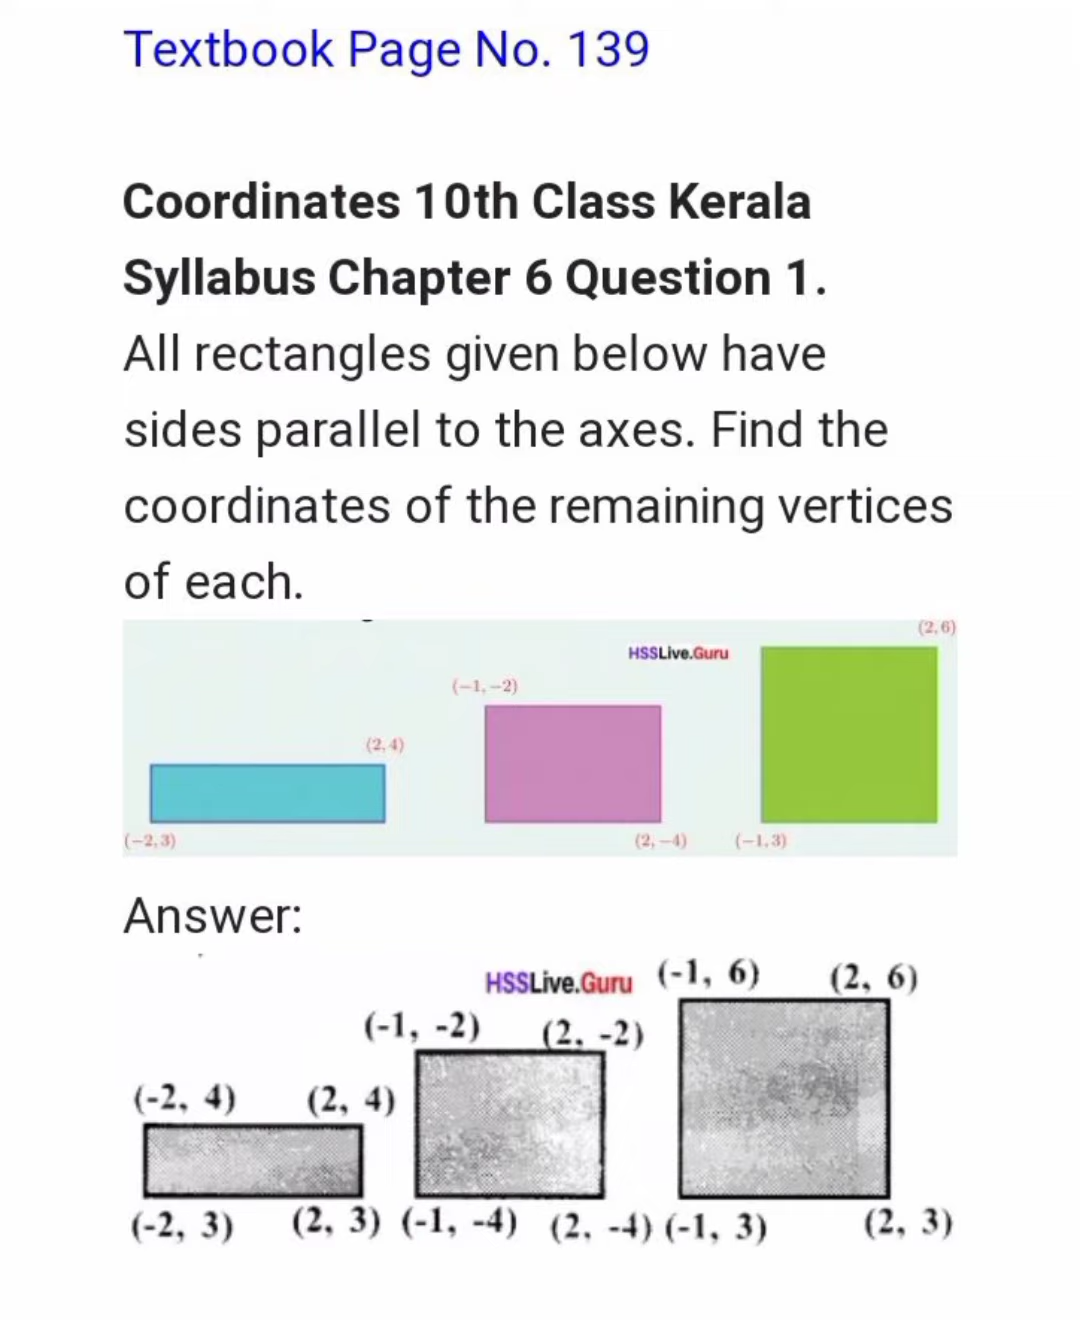 Textbook Page No. 139
Coordinates 10th Class Kerala
Syllabus Chapter 6 Question 1.
All rectangles given below have
sides parallel to the axes. Find the
coordinates of the remaining vertices
of each.
(2, 6)
HSSLive.Guru
(−1, −2)
(2, 4)
(−2, 3)
(2, −4)
(−1, 3)
Answer:
HSSLive.Guru (-1, 6) (2, 6)
(-1, -2) (2, -2)
(-2, 4) (2, 4)
(-2, 3) (2, 3) (-1, -4) (2, -4) (-1, 3) (2, 3)